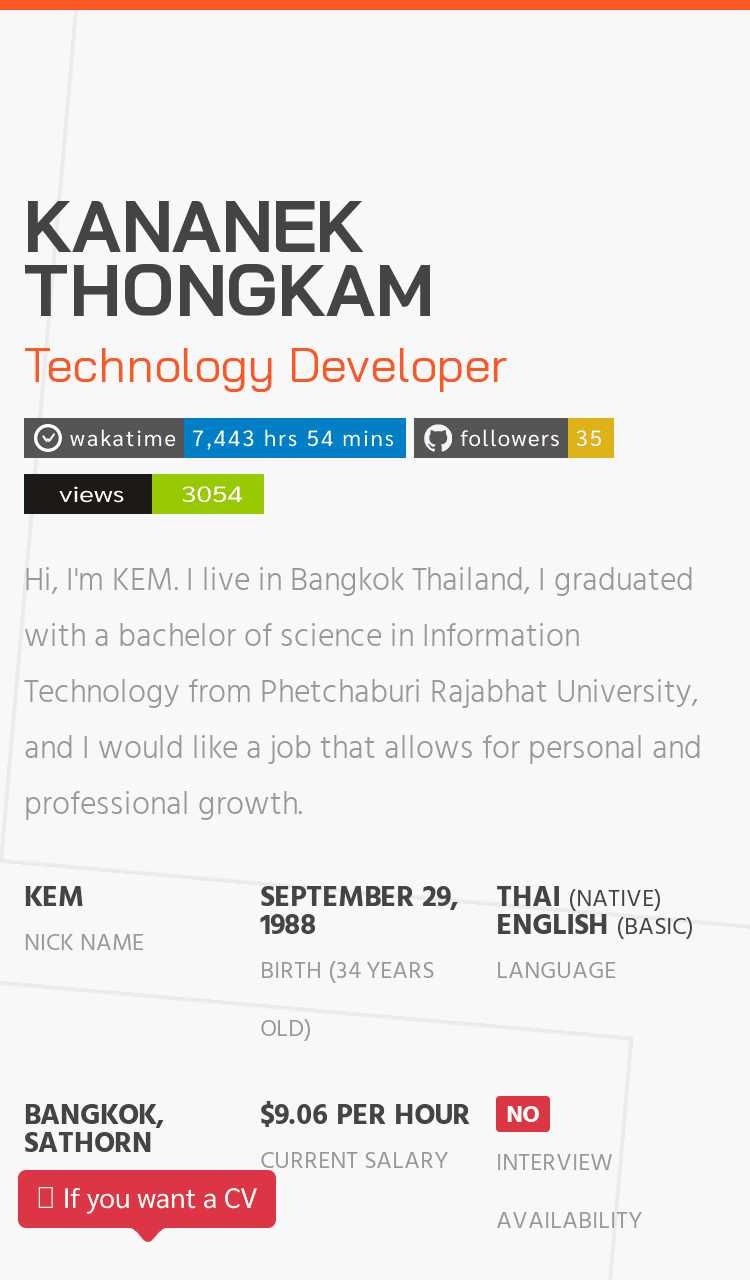 KANANEK
THONGKAM
Technology Developer
wakatime 7,443 hrs 54 mins followers 35
views 3054
Hi, I'm KEM. I live in Bangkok Thailand, I graduated
with a bachelor of science in Information
Technology from Phetchaburi Rajabhat University,
and I would like a job that allows for personal and
professional growth.
KEM
NICK NAME
SEPTEMBER 29,
1988
BIRTH (34 YEARS
OLD)
THAI (NATIVE)
ENGLISH (BASIC)
LANGUAGE
BANGKOK,
SATHORN
$9.06 PER HOUR
CURRENT SALARY
NO
INTERVIEW
AVAILABILITY
If you want a CV